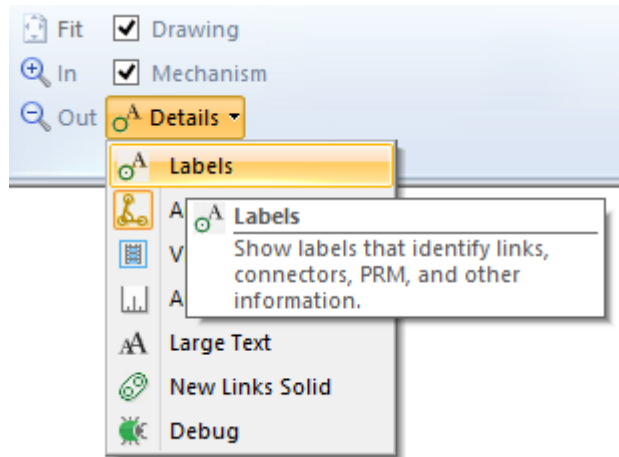 Fit
Drawing
In
Mechanism
Out
A Details
A Labels
A
A Labels
Show labels that identify links,
connectors, PRM, and other
information.
V
A
AA Large Text
New Links Solid
Debug